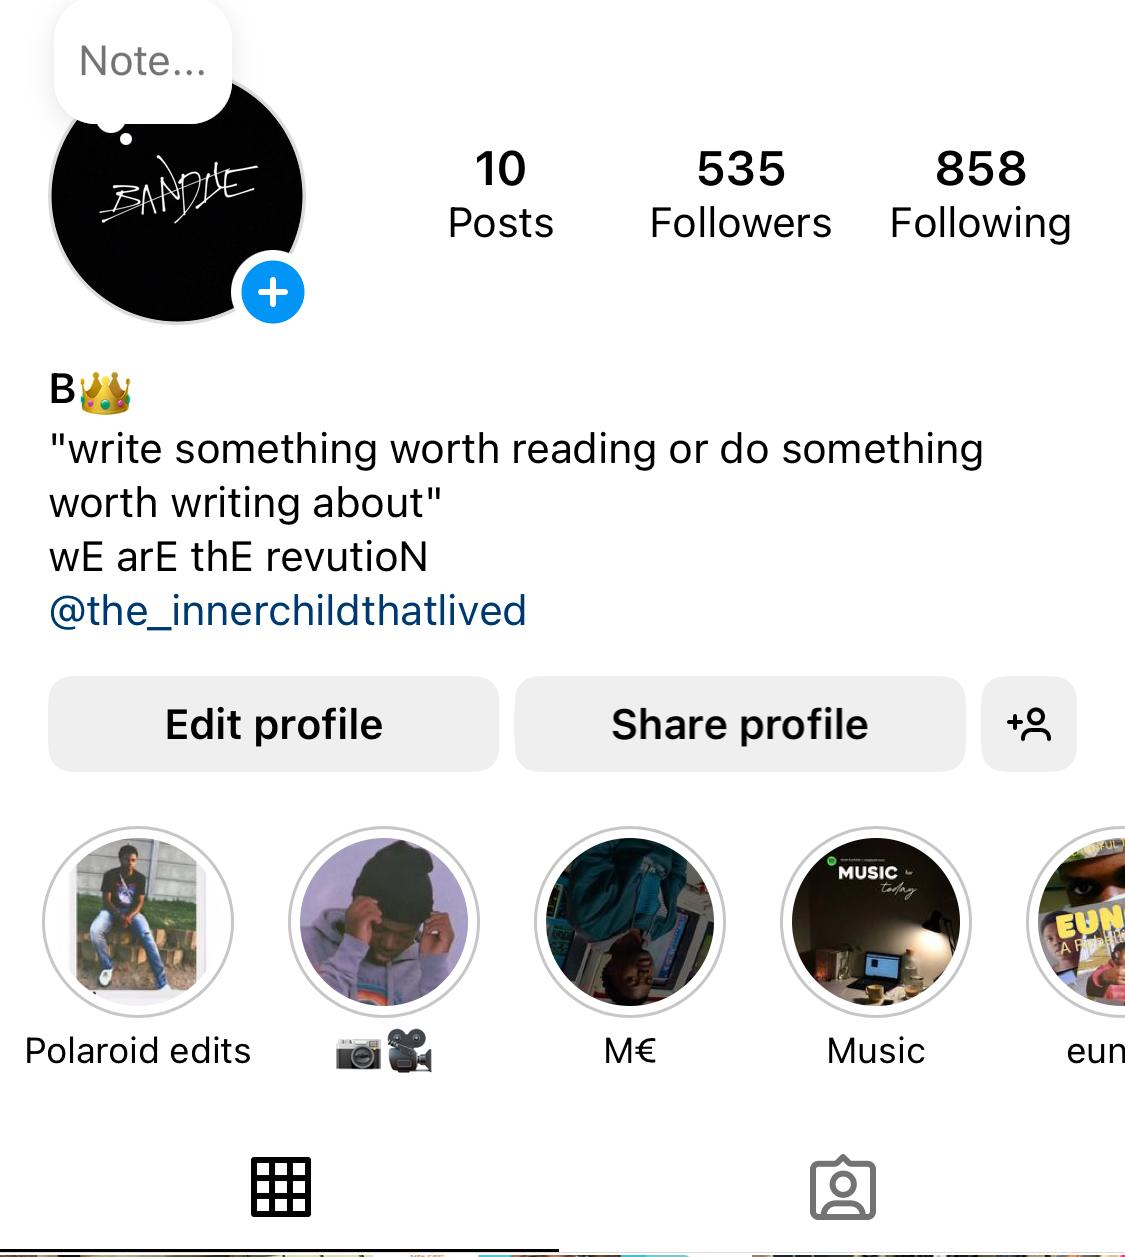 Note...
BANDILE
10
Posts
535
Followers
858
Following
B👑
"write something worth reading or do something
worth writing about"
wE arE thE revutioN
@the_innerchildthatlived
Edit profile
Share profile
MUSIC for
today
EUN
A
Polaroid edits
📷🎥
M€
Music
eun